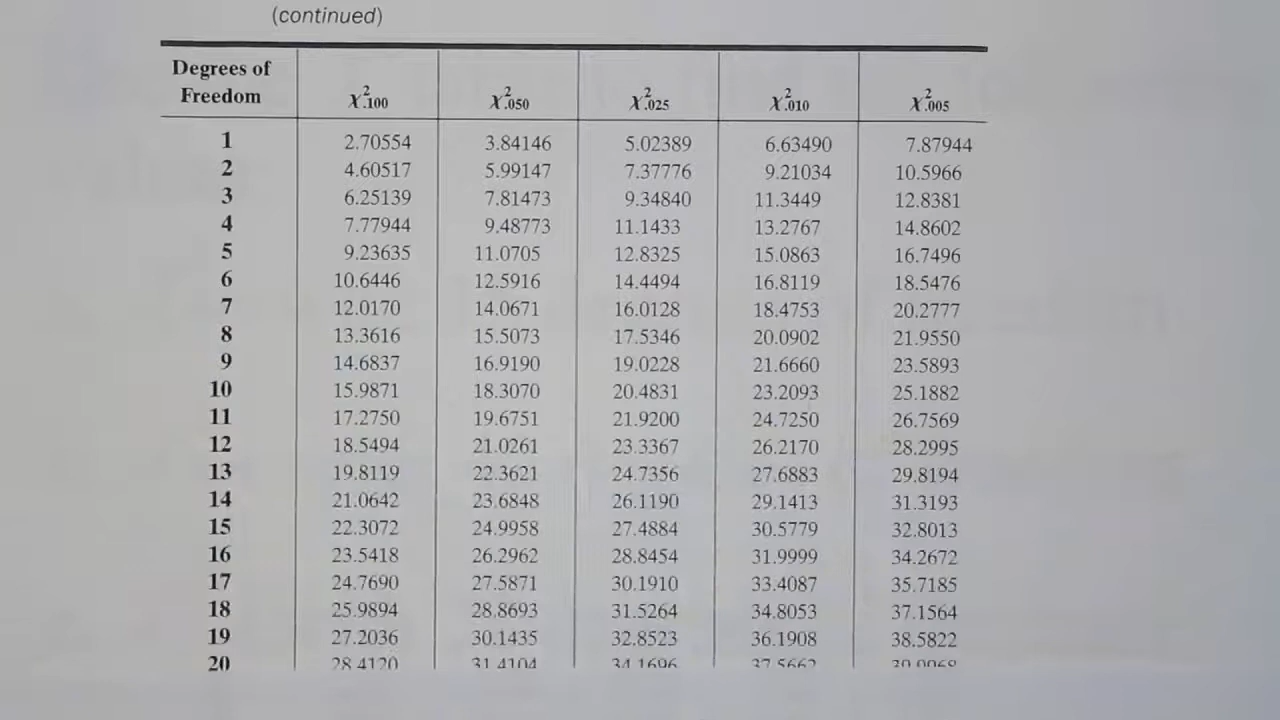 (continued)
Degrees of
Freedom χ².100 χ².050 χ².025 χ².010 χ².005
1 2.70554 3.84146 5.02389 6.63490 7.87944
2 4.60517 5.99147 7.37776 9.21034 10.5966
3 6.25139 7.81473 9.34840 11.3449 12.8381
4 7.77944 9.48773 11.1433 13.2767 14.8602
5 9.23635 11.0705 12.8325 15.0863 16.7496
6 10.6446 12.5916 14.4494 16.8119 18.5476
7 12.0170 14.0671 16.0128 18.4753 20.2777
8 13.3616 15.5073 17.5346 20.0902 21.9550
9 14.6837 16.9190 19.0228 21.6660 23.5893
10 15.9871 18.3070 20.4831 23.2093 25.1882
11 17.2750 19.6751 21.9200 24.7250 26.7569
12 18.5494 21.0261 23.3367 26.2170 28.2995
13 19.8119 22.3621 24.7356 27.6883 29.8194
14 21.0642 23.6848 26.1190 29.1413 31.3193
15 22.3072 24.9958 27.4884 30.5779 32.8013
16 23.5418 26.2962 28.8454 31.9999 34.2672
17 24.7690 27.5871 30.1910 33.4087 35.7185
18 25.9894 28.8693 31.5264 34.8053 37.1564
19 27.2036 30.1435 32.8523 36.1908 38.5822
20 28.4120 31.4104 34.1696